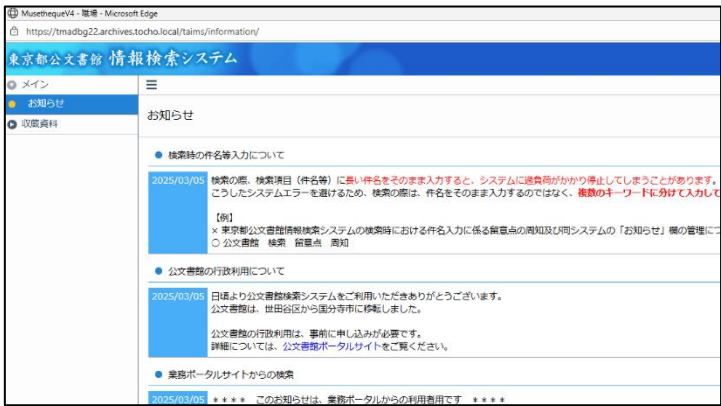 MusethequeV4 - 職場 - Microsoft Edge
https://tmadbg22.archives.tocho.local/taims/information/
東京都公文書館 情報検索システム
メイン
お知らせ
収蔵資料
お知らせ
検索時の件名等入力について
2025/03/05 検索の際、検索項目（件名等）に長い件名をそのまま入力すると、システムに過負荷がかかり停止してしまうことがあります。
こうしたシステムエラーを避けるため、検索の際は、件名をそのまま入力するのではなく、複数のキーワードに分けて入力して
【例】
× 東京都公文書館情報検索システムの検索時における件名入力に係る留意点の周知及び同システムの「お知らせ」欄の管理につ
○ 公文書館　検索　留意点　周知
公文書館の行政利用について
2025/03/05 日頃より公文書館検索システムをご利用いただきありがとうございます。
公文書館は、世田谷区から国分寺市に移転しました。
公文書館の行政利用は、事前に申し込みが必要です。
詳細については、公文書館ポータルサイトをご覧ください。
業務ポータルサイトからの検索
2025/03/05 ＊＊＊＊　このお知らせは、業務ポータルからの利用者用です　＊＊＊＊